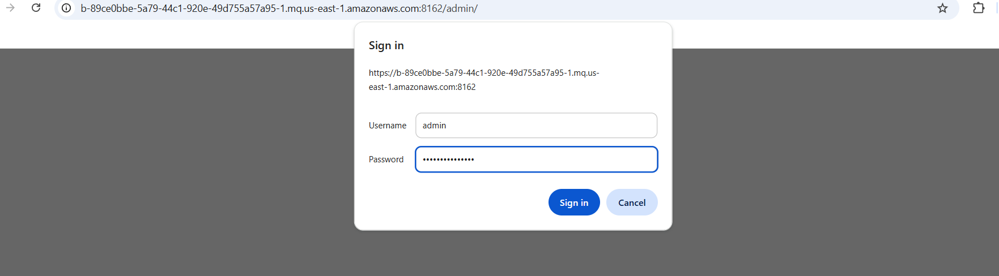 b-89ce0bbe-5a79-44c1-920e-49d755a57a95-1.mq.us-east-1.amazonaws.com:8162/admin/
Sign in
https://b-89ce0bbe-5a79-44c1-920e-49d755a57a95-1.mq.us-
east-1.amazonaws.com:8162
Username admin
Password •••••••••••••••
Sign in Cancel